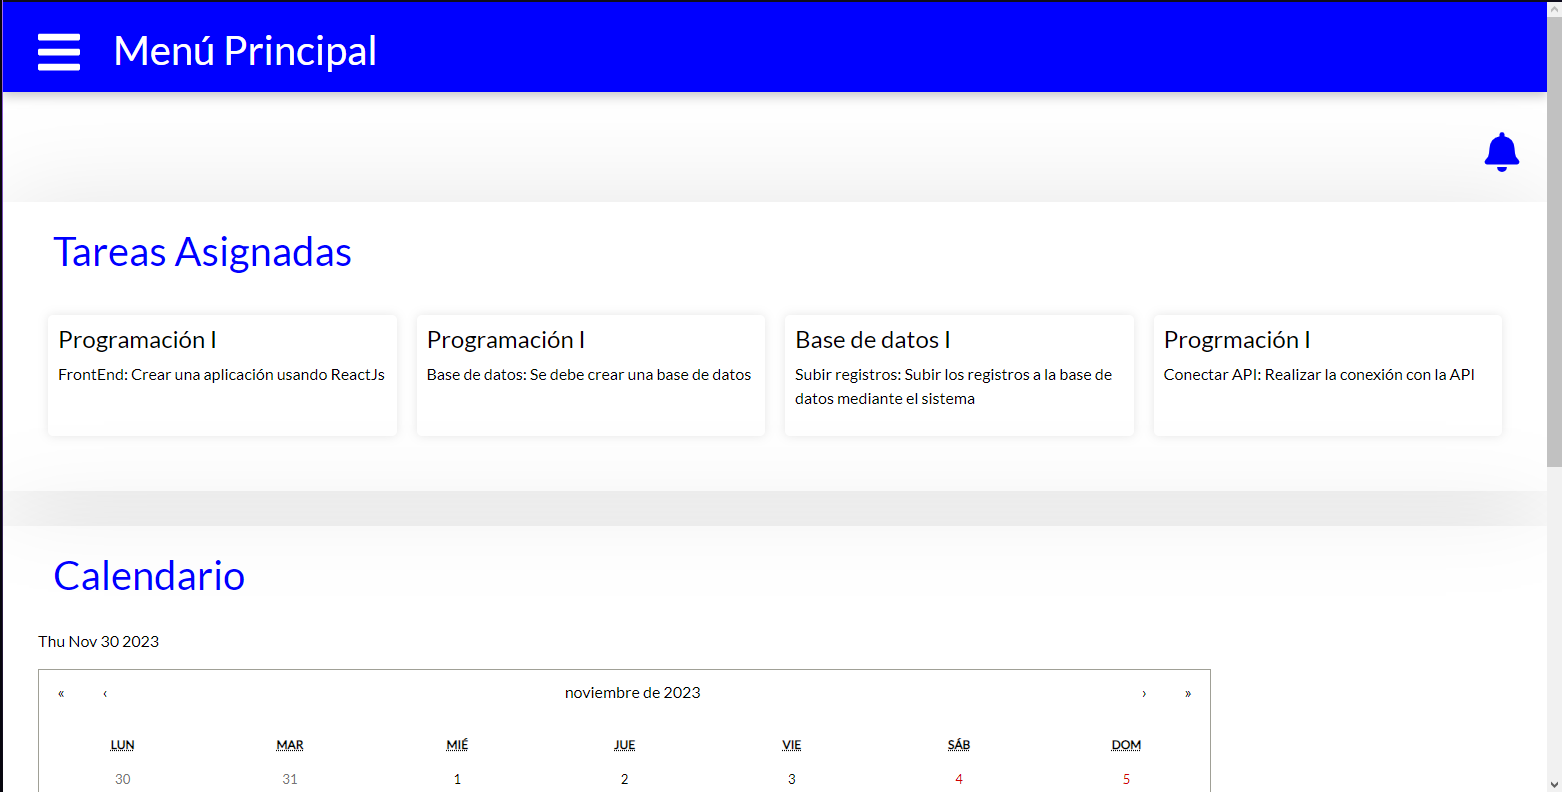 Menú Principal
Tareas Asignadas
Programación I
FrontEnd: Crear una aplicación usando ReactJs
Programación I
Base de datos: Se debe crear una base de datos
Base de datos I
Subir registros: Subir los registros a la base de
datos mediante el sistema
Progrmación I
Conectar API: Realizar la conexión con la API
Calendario
Thu Nov 30 2023
« ‹ noviembre de 2023 › »
LUN MAR MIÉ JUE VIE SÁB DOM
30 31 1 2 3 4 5